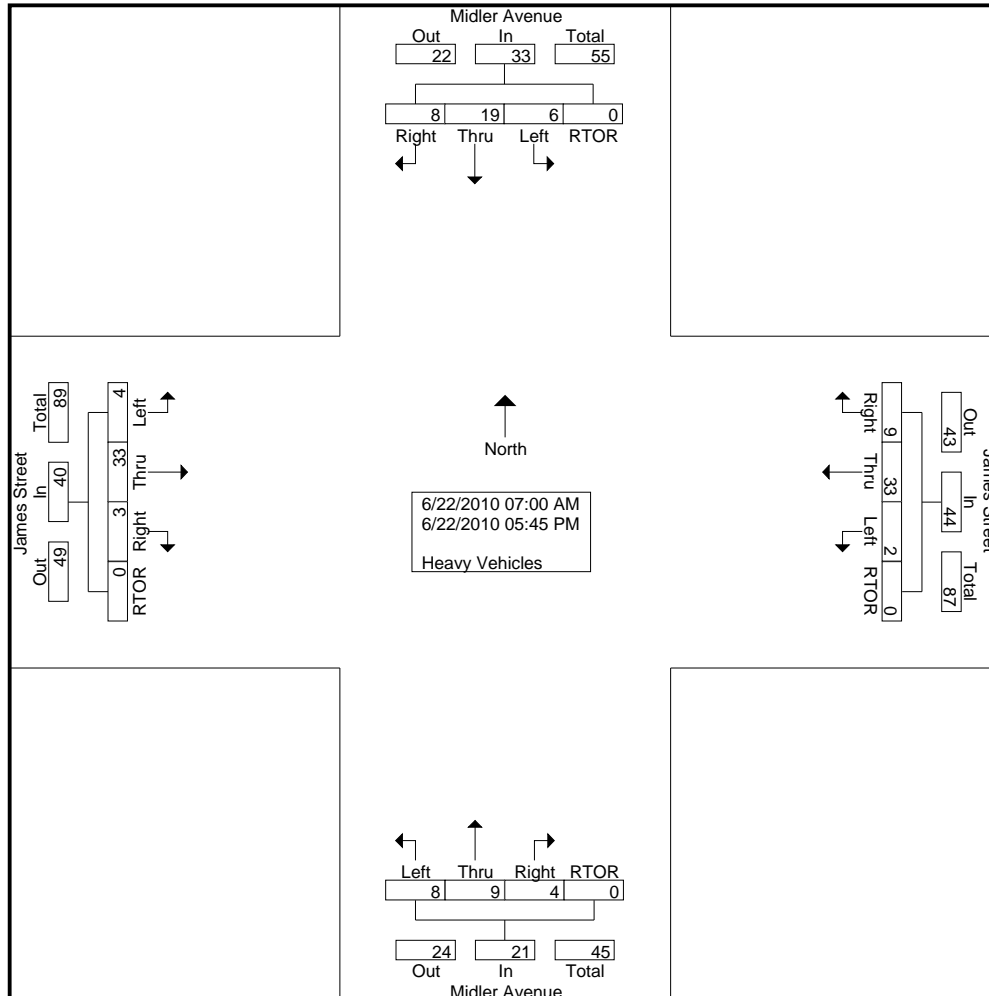 Midler Avenue
Out In Total
22 33 55
8 19 6 0
Right Thru Left RTOR
James Street
Out In Total
49 40 89
4 33 3 0
Left Thru Right RTOR
North
6/22/2010 07:00 AM
6/22/2010 05:45 PM
Heavy Vehicles
Right Thru Left RTOR
9 33 2 0
43 44 87
Out In Total
James Street
Left Thru Right RTOR
8 9 4 0
24 21 45
Out In Total
Midler Avenue